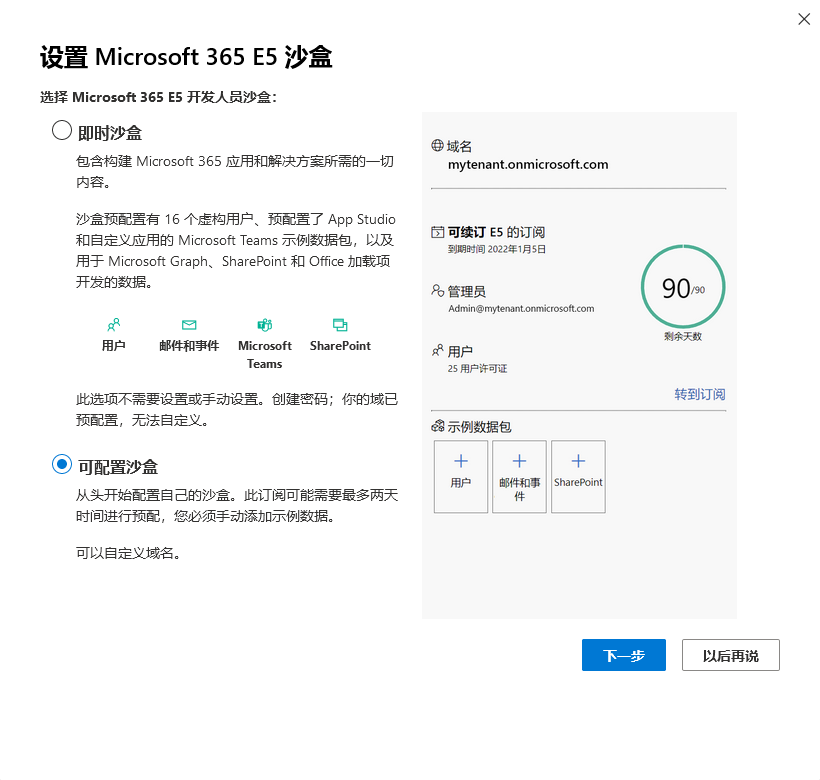 设置 Microsoft 365 E5 沙盒
选择 Microsoft 365 E5 开发人员沙盒：
即时沙盒
包含构建 Microsoft 365 应用和解决方案所需的一切
内容。
沙盒预配置有 16 个虚构用户、预配置了 App Studio
和自定义应用的 Microsoft Teams 示例数据包，以及
用于 Microsoft Graph、SharePoint 和 Office 加载项
开发的数据。
用户
邮件和事件
Microsoft
Teams
SharePoint
此选项不需要设置或手动设置。创建密码；你的域已
预配置，无法自定义。
可配置沙盒
从头开始配置自己的沙盒。此订阅可能需要最多两天
时间进行预配，您必须手动添加示例数据。
可以自定义域名。
域名
mytenant.onmicrosoft.com
可续订 E5 的订阅
到期时间 2022年1月5日
管理员
Admin@mytenant.onmicrosoft.com
90/90
剩余天数
用户
25 用户许可证
转到订阅
示例数据包
用户
邮件和事
件
SharePoint
下一步
以后再说